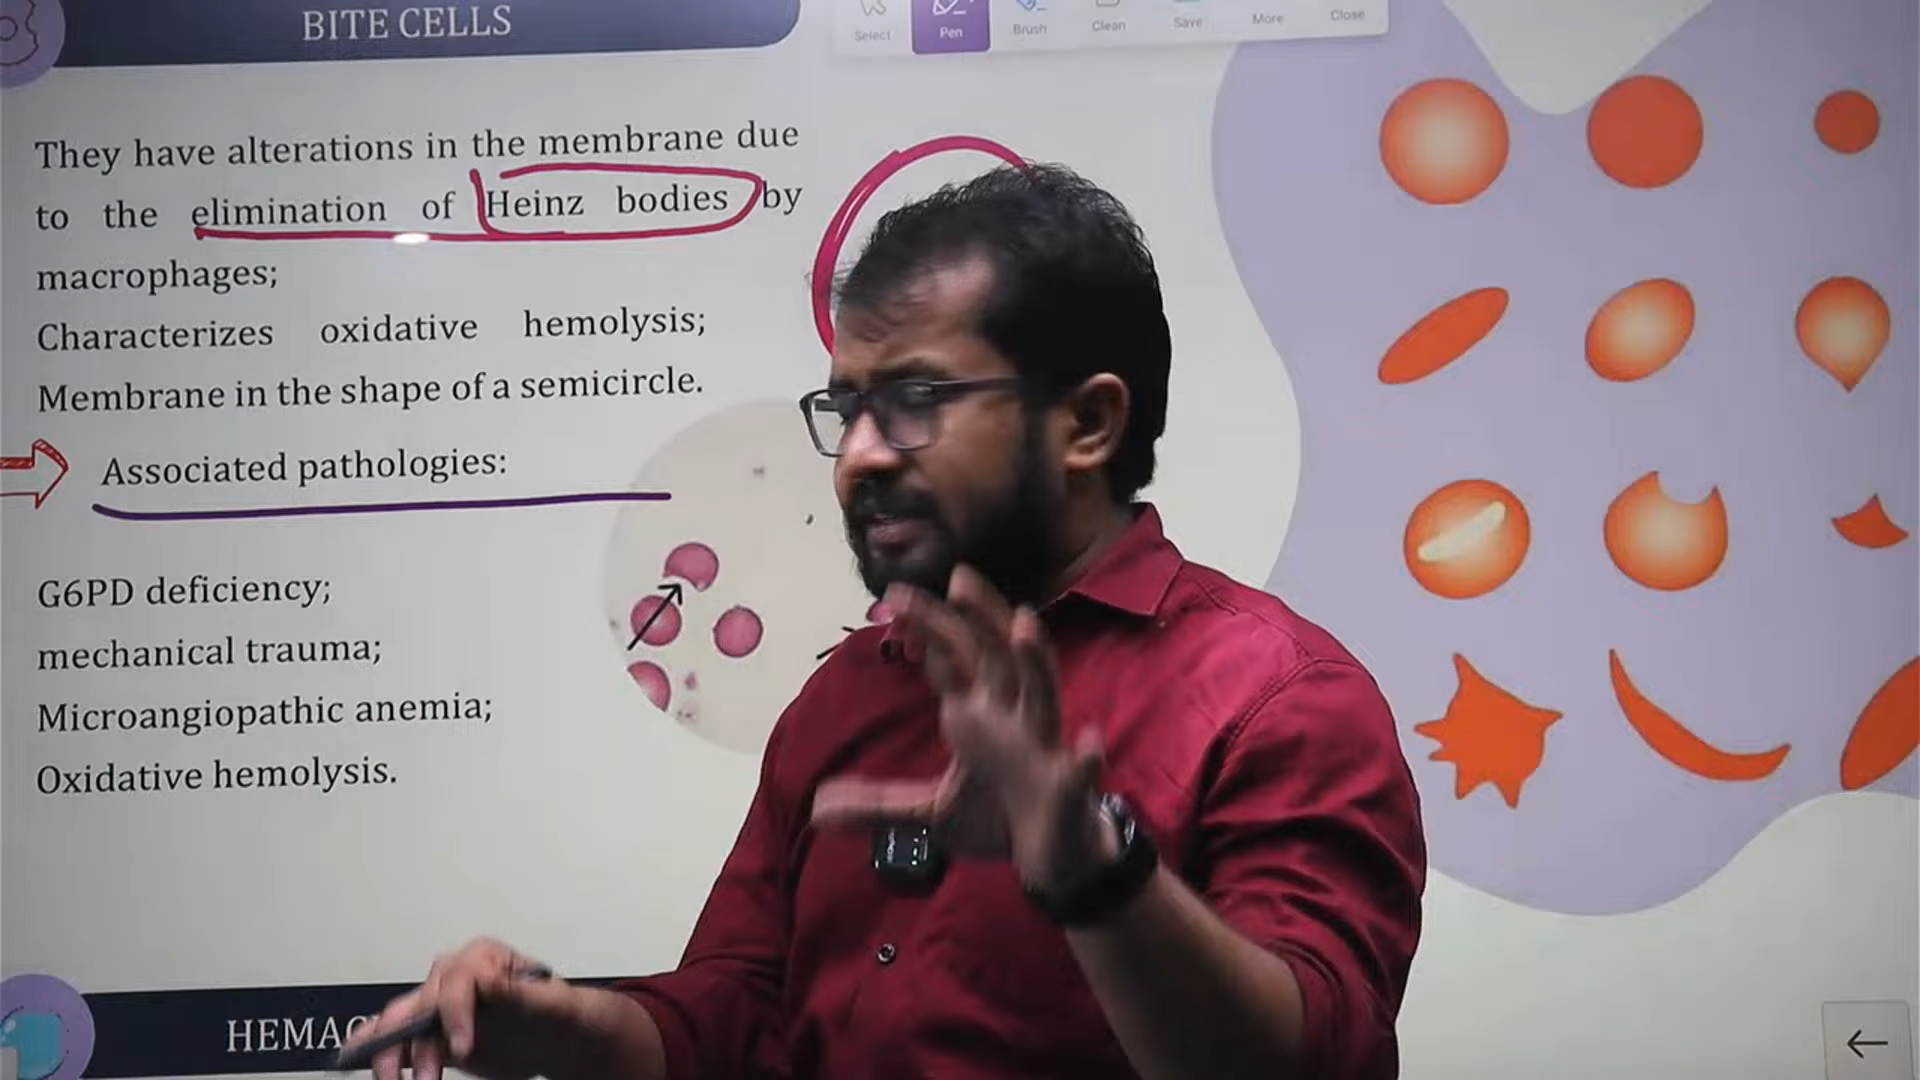 BITE CELLS
Select Pen Brush Clean Save More Close
They have alterations in the membrane due
to the elimination of Heinz bodies by
macrophages;
Characterizes oxidative hemolysis;
Membrane in the shape of a semicircle.
Associated pathologies:
G6PD deficiency;
mechanical trauma;
Microangiopathic anemia;
Oxidative hemolysis.